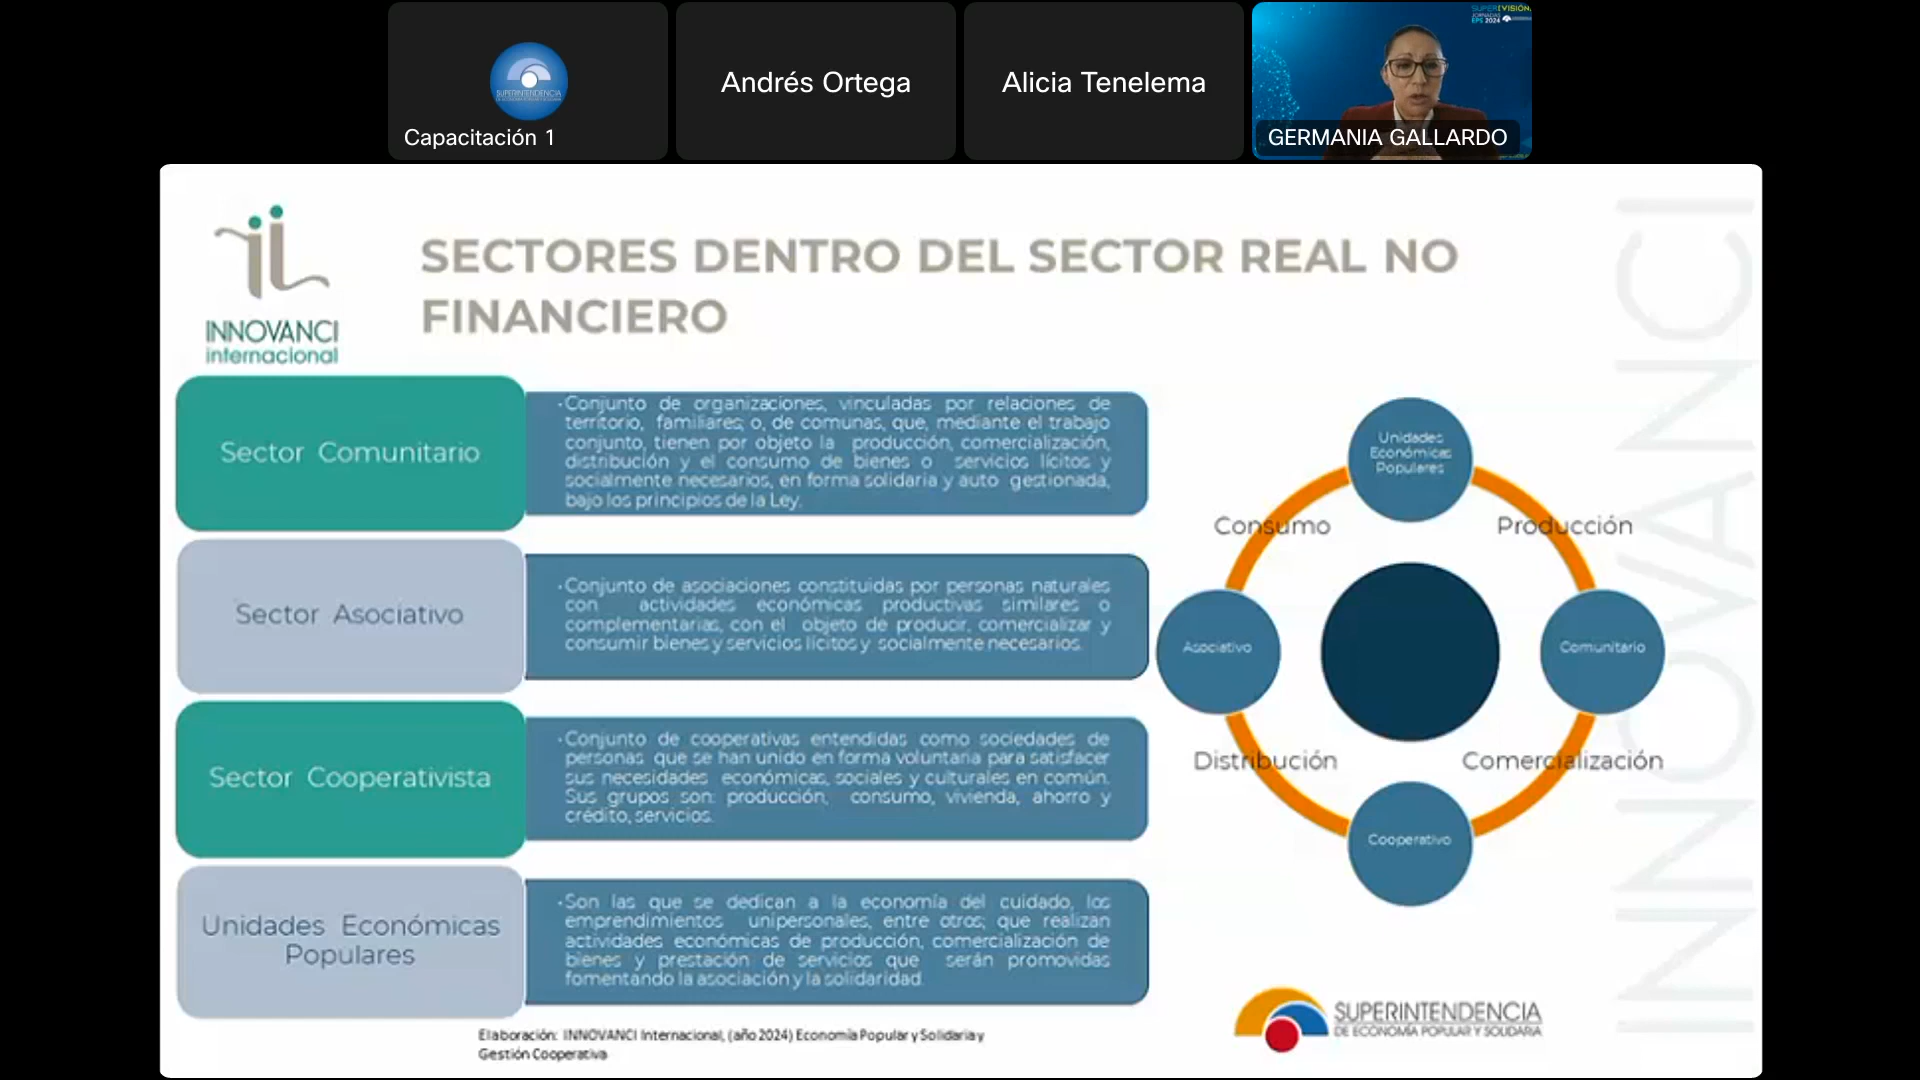 SUPERINTENDENCIA
DE ECONOMÍA POPULAR Y SOLIDARIA
Capacitación 1
Andrés Ortega
Alicia Tenelema
JORNADAS
EPS 2024
GERMANIA GALLARDO
INNOVANCI
internacional
SECTORES DENTRO DEL SECTOR REAL NO
FINANCIERO
Sector Comunitario
•Conjunto de organizaciones, vinculadas por relaciones de
territorio, familiares; o, de comunas, que, mediante el trabajo
conjunto, tienen por objeto la producción, comercialización,
distribución y el consumo de bienes o servicios lícitos y
socialmente necesarios, en forma solidaria y auto gestionada,
bajo los principios de la Ley.
Sector Asociativo
•Conjunto de asociaciones constituidas por personas naturales
con actividades económicas productivas similares o
complementarias, con el objeto de producir, comercializar y
consumir bienes y servicios lícitos y socialmente necesarios.
Sector Cooperativista
•Conjunto de cooperativas entendidas como sociedades de
personas que se han unido en forma voluntaria para satisfacer
sus necesidades económicas, sociales y culturales en común.
Sus grupos son: producción, consumo, vivienda, ahorro y
crédito, servicios.
Unidades Económicas
Populares
•Son las que se dedican a la economía del cuidado, los
emprendimientos unipersonales, entre otros; que realizan
actividades económicas de producción, comercialización de
bienes y prestación de servicios que serán promovidas
fomentando la asociación y la solidaridad.
Unidades
Económicas
Populares
Consumo
Producción
Asociativo
Comunitario
Distribución
Comercialización
Cooperativo
Elaboración: INNOVANCI Internacional, (año 2024) Economía Popular y Solidaria y
Gestión Cooperativa
SUPERINTENDENCIA
DE ECONOMÍA POPULAR Y SOLIDARIA
INNOVANCI